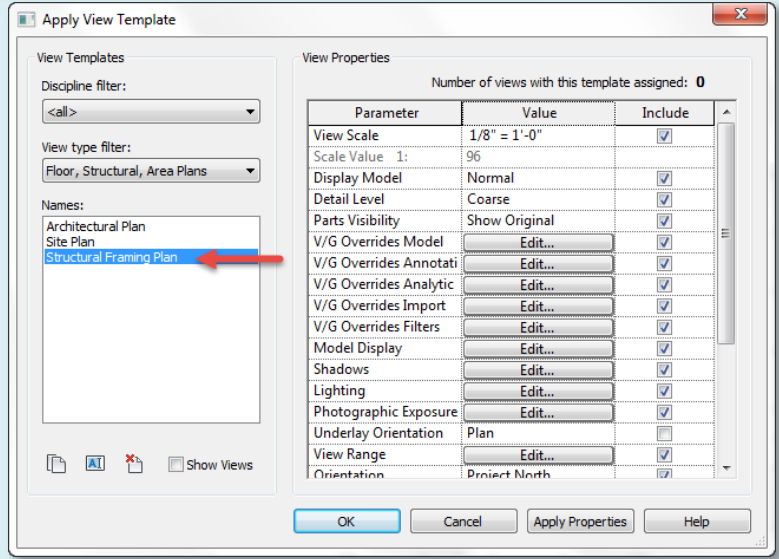 Apply View Template
View Templates
Discipline filter:
<all>
View type filter:
Floor, Structural, Area Plans
Names:
Architectural Plan
Site Plan
Structural Framing Plan
AI
Show Views
View Properties
Number of views with this template assigned: 0
Parameter Value Include
View Scale 1/8" = 1'-0"
Scale Value 1: 96
Display Model Normal
Detail Level Coarse
Parts Visibility Show Original
V/G Overrides Model Edit...
V/G Overrides Annotati Edit...
V/G Overrides Analytic Edit...
V/G Overrides Import Edit...
V/G Overrides Filters Edit...
Model Display Edit...
Shadows Edit...
Lighting Edit...
Photographic Exposure Edit...
Underlay Orientation Plan
View Range Edit...
Orientation Project North
OK Cancel Apply Properties Help